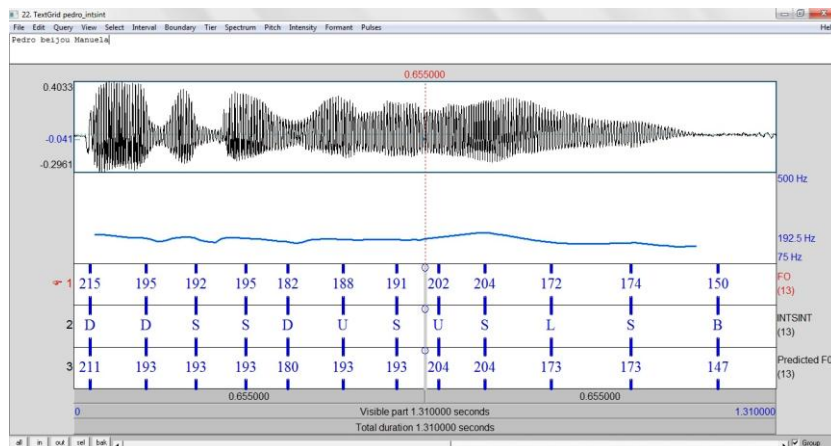 22. TextGrid pedro_intsint
File Edit Query View Select Interval Boundary Tier Spectrum Pitch Intensity Formant Pulses Hel
Pedro beijou Manuela
0.655000
0.4033
-0.041
-0.2961
500 Hz
192.5 Hz
75 Hz
1 215 195 192 195 182 188 191 202 204 172 174 150 FO (13)
2 D D S S D U S U S L S B INTSINT (13)
3 211 193 193 193 180 193 193 204 204 173 173 147 Predicted FO (13)
0.655000 0.655000
0 Visible part 1.310000 seconds 1.310000
Total duration 1.310000 seconds
all in out sel bak Group